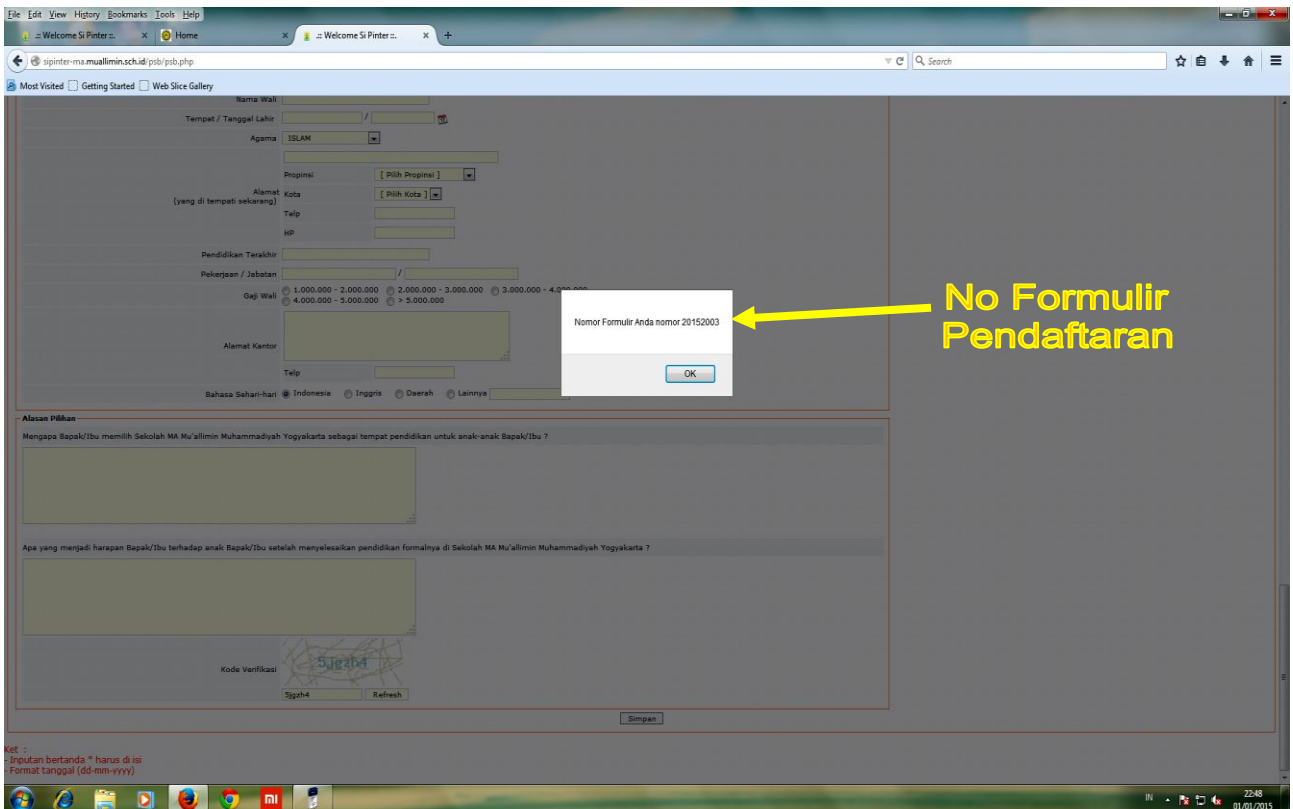 File Edit View History Bookmarks Tools Help
.:: Welcome Si Pinter ::. x Home x .:: Welcome Si Pinter ::. x +
sipinter-ma.muallimin.sch.id/psb/psb.php Search
Most Visited Getting Started Web Slice Gallery
Nama Wali
Tempat / Tanggal Lahir /
Agama ISLAM
Propinsi [ Pilih Propinsi ]
Alamat
(yang di tempati sekarang)
Kota [ Pilih Kota ]
Telp
HP
Pendidikan Terakhir
Pekerjaan / Jabatan /
Gaji Wali 1.000.000 - 2.000.000 2.000.000 - 3.000.000 3.000.000 - 4.000.000
4.000.000 - 5.000.000 > 5.000.000
Nomor Formulir Anda nomor 20152003
OK
No Formulir
Pendaftaran
Alamat Kantor
Telp
Bahasa Sehari-hari Indonesia Inggris Daerah Lainnya
Alasan Pilihan
Mengapa Bapak/Ibu memilih Sekolah MA Mu'allimin Muhammadiyah Yogyakarta sebagai tempat pendidikan untuk anak-anak Bapak/Ibu ?
Apa yang menjadi harapan Bapak/Ibu terhadap anak Bapak/Ibu setelah menyelesaikan pendidikan formalnya di Sekolah MA Mu'allimin Muhammadiyah Yogyakarta ?
5jgzh4
Kode Verifikasi
5jgzh4 Refresh
Simpan
Ket :
- Inputan bertanda * harus di isi
- Format tanggal (dd-mm-yyyy)
IN 22:48
01/01/2015